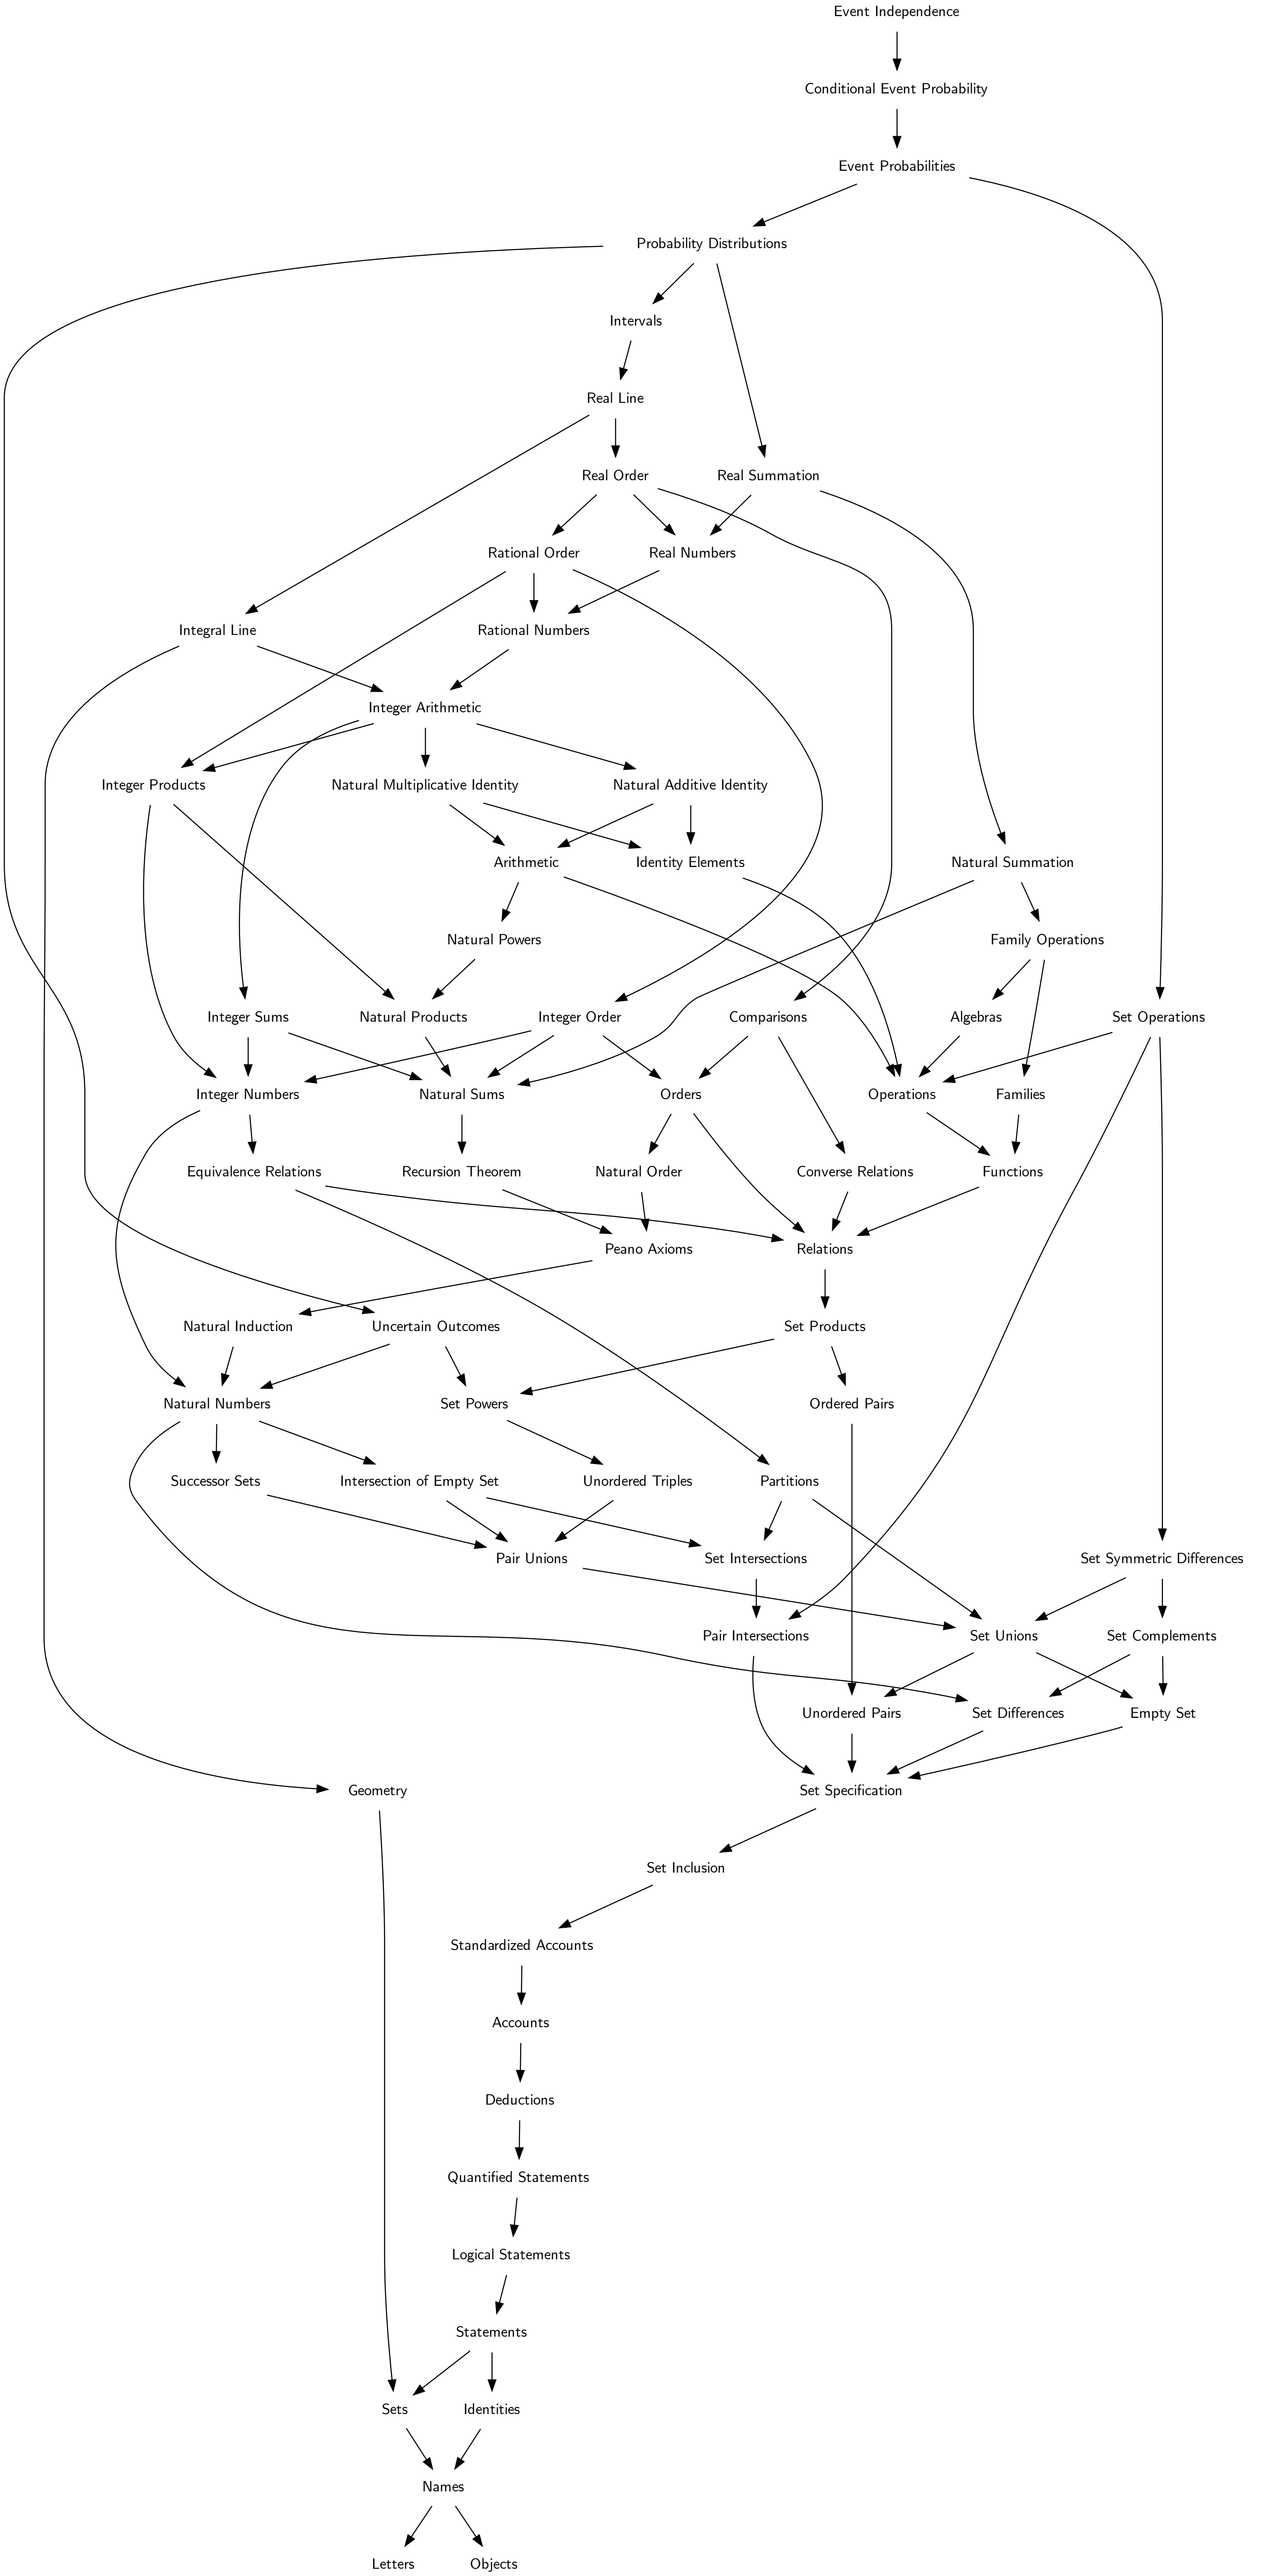 Event Independence
Conditional Event Probability
Event Probabilities
Probability Distributions
Intervals
Real Line
Real Order
Real Summation
Rational Order
Real Numbers
Integral Line
Rational Numbers
Integer Arithmetic
Integer Products
Natural Multiplicative Identity
Natural Additive Identity
Arithmetic
Identity Elements
Natural Summation
Natural Powers
Family Operations
Integer Sums
Natural Products
Integer Order
Comparisons
Algebras
Set Operations
Integer Numbers
Natural Sums
Orders
Operations
Families
Equivalence Relations
Recursion Theorem
Natural Order
Converse Relations
Functions
Peano Axioms
Relations
Natural Induction
Uncertain Outcomes
Set Products
Natural Numbers
Set Powers
Ordered Pairs
Successor Sets
Intersection of Empty Set
Unordered Triples
Partitions
Pair Unions
Set Intersections
Set Symmetric Differences
Pair Intersections
Set Unions
Set Complements
Unordered Pairs
Set Differences
Empty Set
Geometry
Set Specification
Set Inclusion
Standardized Accounts
Accounts
Deductions
Quantified Statements
Logical Statements
Statements
Sets
Identities
Names
Letters
Objects